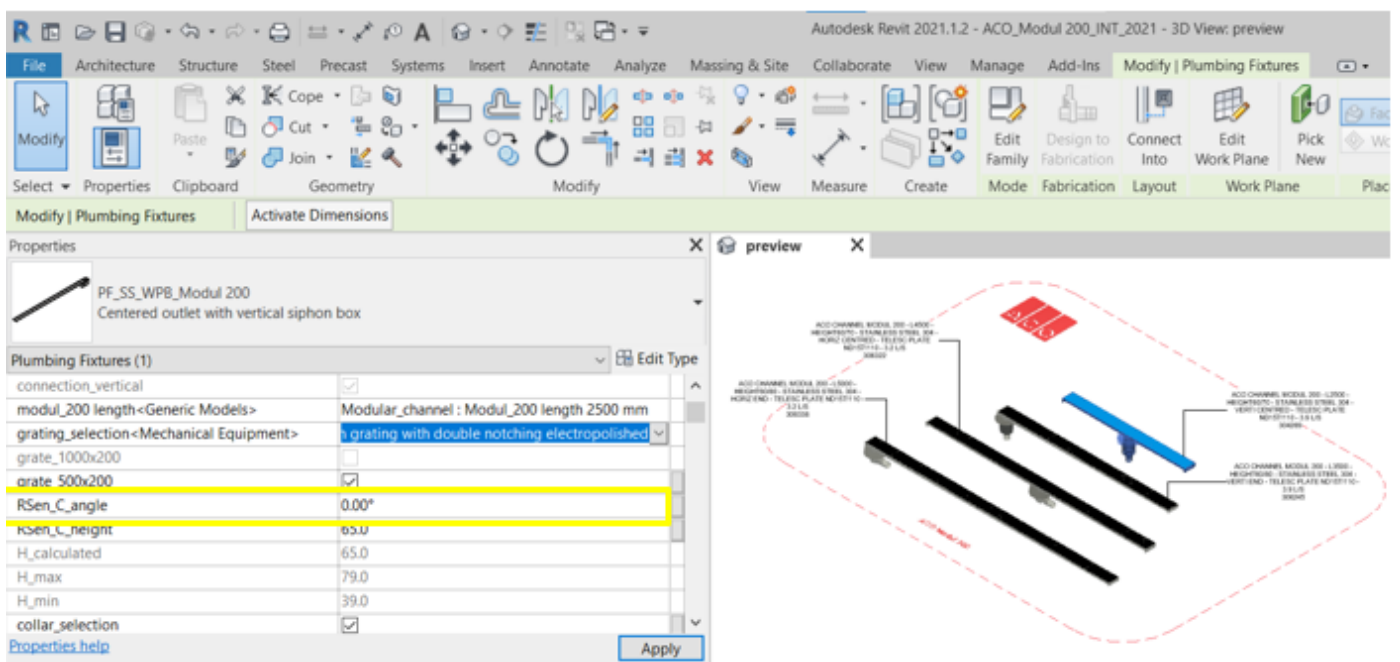 Autodesk Revit 2021.1.2 - ACO_Modul 200_INT_2021 - 3D View: preview
File Architecture Structure Steel Precast Systems Insert Annotate Analyze Massing & Site Collaborate View Manage Add-Ins Modify | Plumbing Fixtures
Modify Paste Cope Cut Join Edit Family Design to Fabrication Connect Into Edit Work Plane Pick New
Select Properties Clipboard Geometry Modify View Measure Create Mode Fabrication Layout Work Plane Plac
Modify | Plumbing Fixtures Activate Dimensions
Properties X preview X
PF_SS_WPB_Modul 200
Centered outlet with vertical siphon box
Plumbing Fixtures (1) Edit Type
connection_vertical
modul_200 length<Generic Models> Modular_channel : Modul_200 length 2500 mm
grating_selection<Mechanical Equipment> grating with double notching electropolished
grate_1000x200
grate_500x200
RSen_C_angle 0.00°
RSen_C_height 65.0
H_calculated 65.0
H_max 79.0
H_min 39.0
collar_selection
Properties help Apply